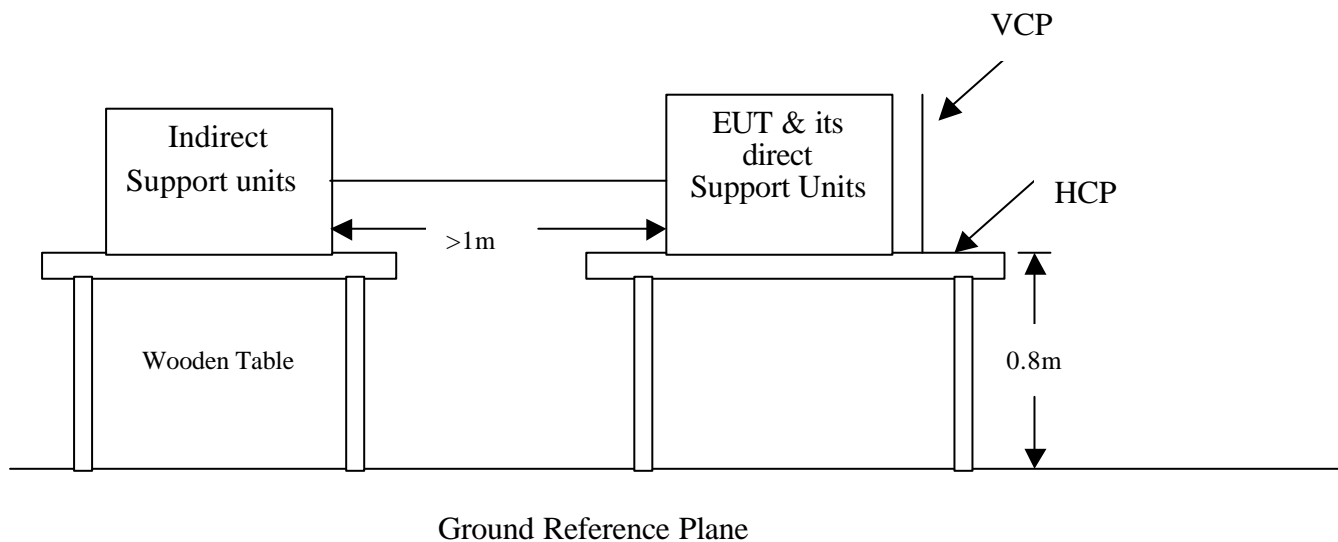 VCP
Indirect
Support units
EUT & its
direct
Support Units
HCP
>1m
Wooden Table
0.8m
Ground Reference Plane